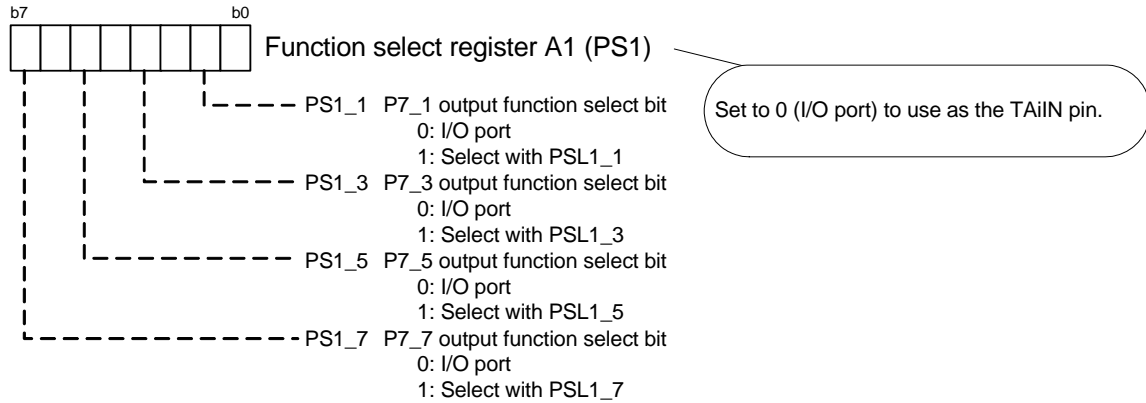 b7 b0
Function select register A1 (PS1)
Set to 0 (I/O port) to use as the TAiIN pin.
PS1_1 P7_1 output function select bit
0: I/O port
1: Select with PSL1_1
PS1_3 P7_3 output function select bit
0: I/O port
1: Select with PSL1_3
PS1_5 P7_5 output function select bit
0: I/O port
1: Select with PSL1_5
PS1_7 P7_7 output function select bit
0: I/O port
1: Select with PSL1_7